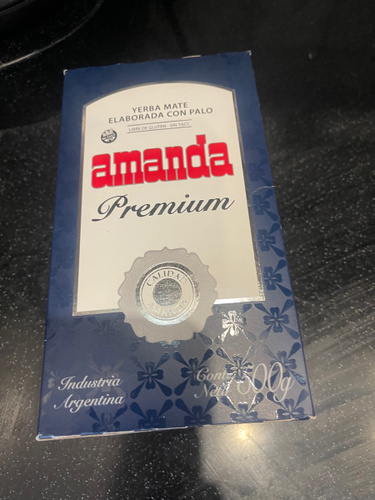 YERBA MATE
ELABORADA CON PALO
LIBRE DE GLUTEN - SIN TACC
amanda
Premium
CALIDAD
Industria
Argentina
Cont.
Neto
500g